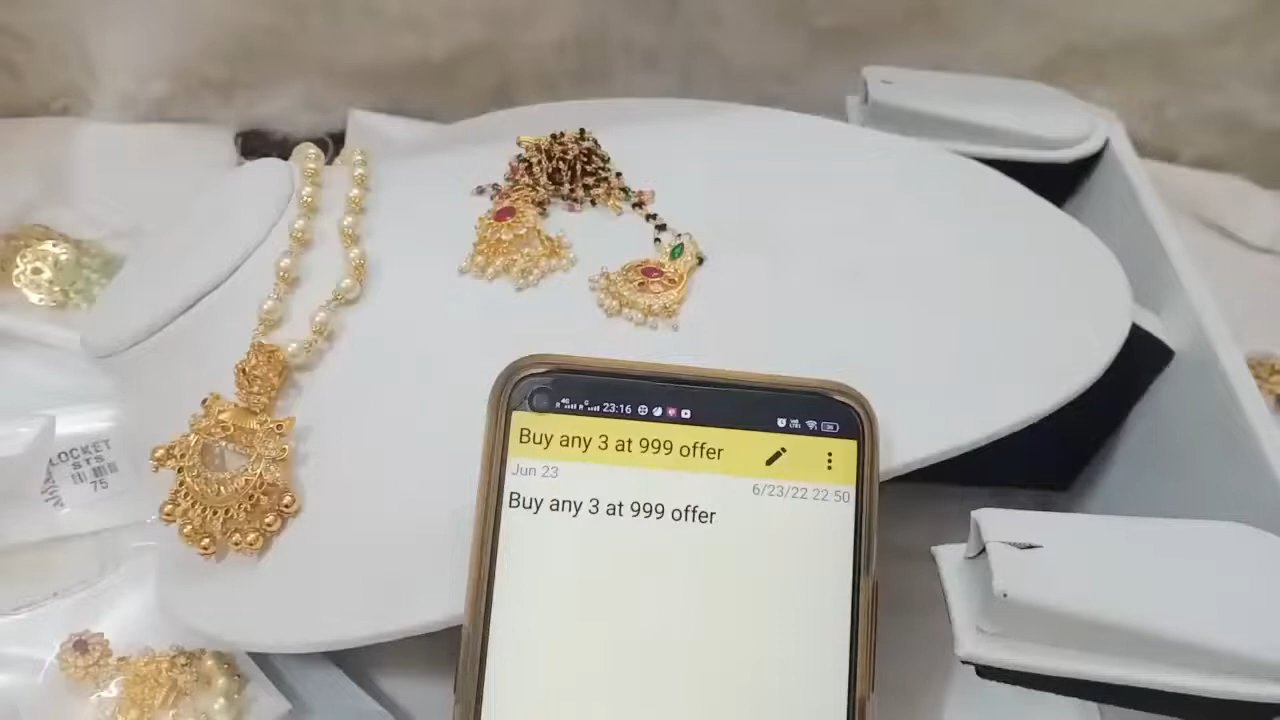 23:16
Buy any 3 at 999 offer
Jun 23
6/23/22 22 50
Buy any 3 at 999 offer
LOCKET
STS
75